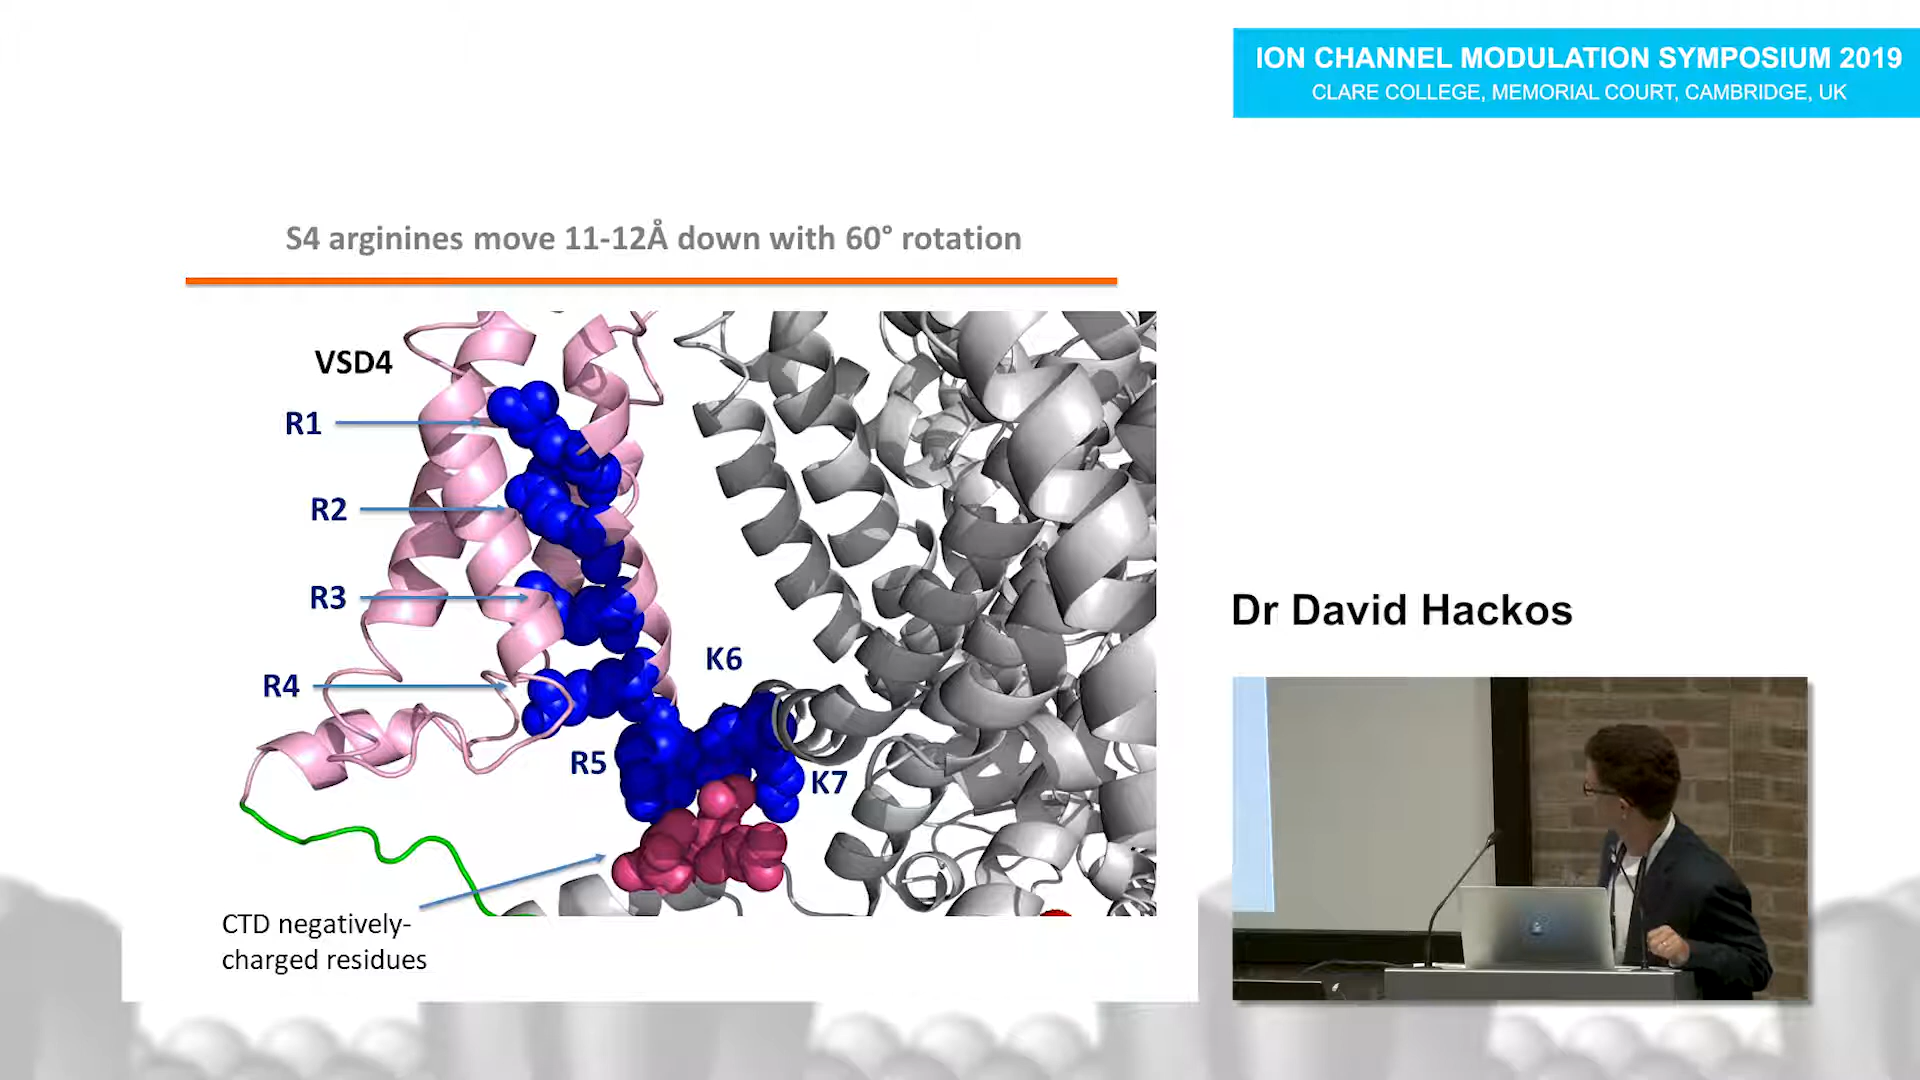 ION CHANNEL MODULATION SYMPOSIUM 2019
CLARE COLLEGE, MEMORIAL COURT, CAMBRIDGE, UK
S4 arginines move 11-12Å down with 60° rotation
VSD4
R1
R2
R3
R4
K6
R5
K7
CTD negatively-
charged residues
Dr David Hackos